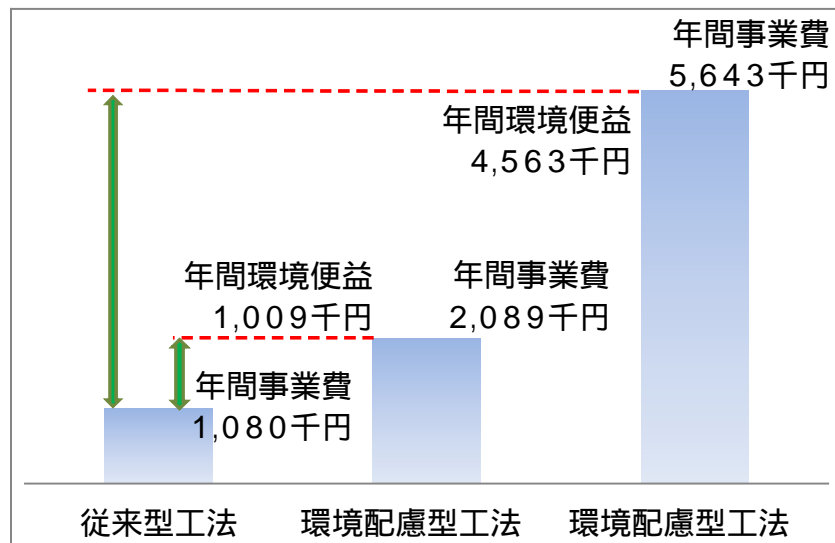 年間事業費
5,643千円
年間環境便益
4,563千円
年間環境便益
1,009千円
年間事業費
2,089千円
年間事業費
1,080千円
従来型工法
環境配慮型工法
環境配慮型工法